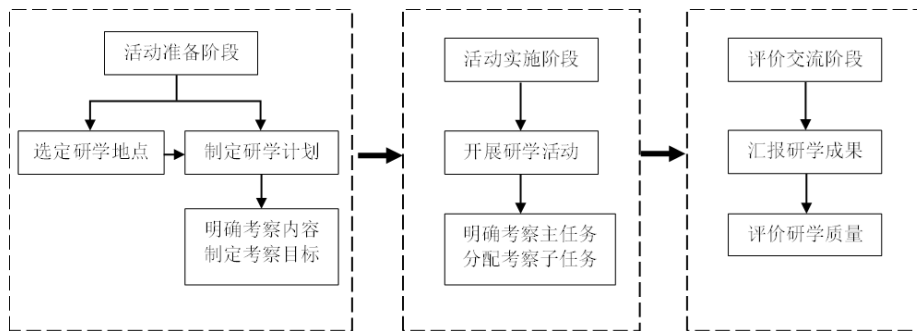 活动准备阶段
选定研学地点
制定研学计划
明确考察内容
制定考察目标
活动实施阶段
开展研学活动
明确考察主任务
分配考察子任务
评价交流阶段
汇报研学成果
评价研学质量